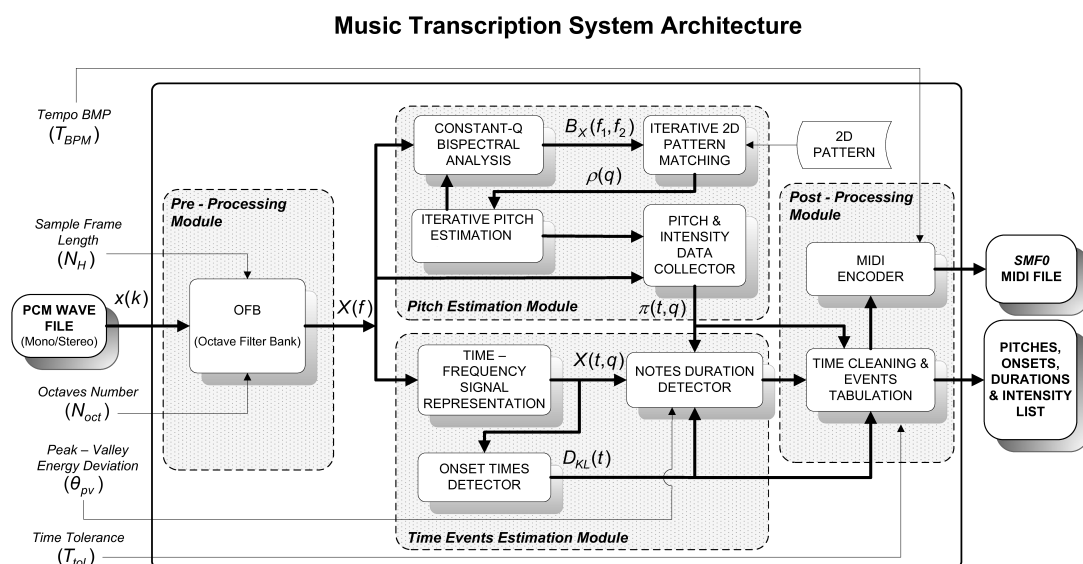 Music Transcription System Architecture
Tempo BMP
(T_BPM)
Sample Frame
Length
(N_H)
PCM WAVE
FILE
(Mono/Stereo)
x(k)
Octaves Number
(N_oct)
Peak – Valley
Energy Deviation
(θ_pv)
Time Tolerance
(T_tol)
Pre - Processing
Module
OFB
(Octave Filter Bank)
X(f)
CONSTANT-Q
BISPECTRAL
ANALYSIS
B_X(f_1,f_2)
ITERATIVE 2D
PATTERN
MATCHING
2D
PATTERN
ρ(q)
ITERATIVE PITCH
ESTIMATION
PITCH &
INTENSITY
DATA
COLLECTOR
Pitch Estimation Module
π(t,q)
TIME –
FREQUENCY
SIGNAL
REPRESENTATION
X(t,q)
NOTES DURATION
DETECTOR
ONSET TIMES
DETECTOR
D_KL(t)
Time Events Estimation Module
Post - Processing
Module
MIDI
ENCODER
TIME CLEANING &
EVENTS
TABULATION
SMF0
MIDI FILE
PITCHES,
ONSETS,
DURATIONS
& INTENSITY
LIST